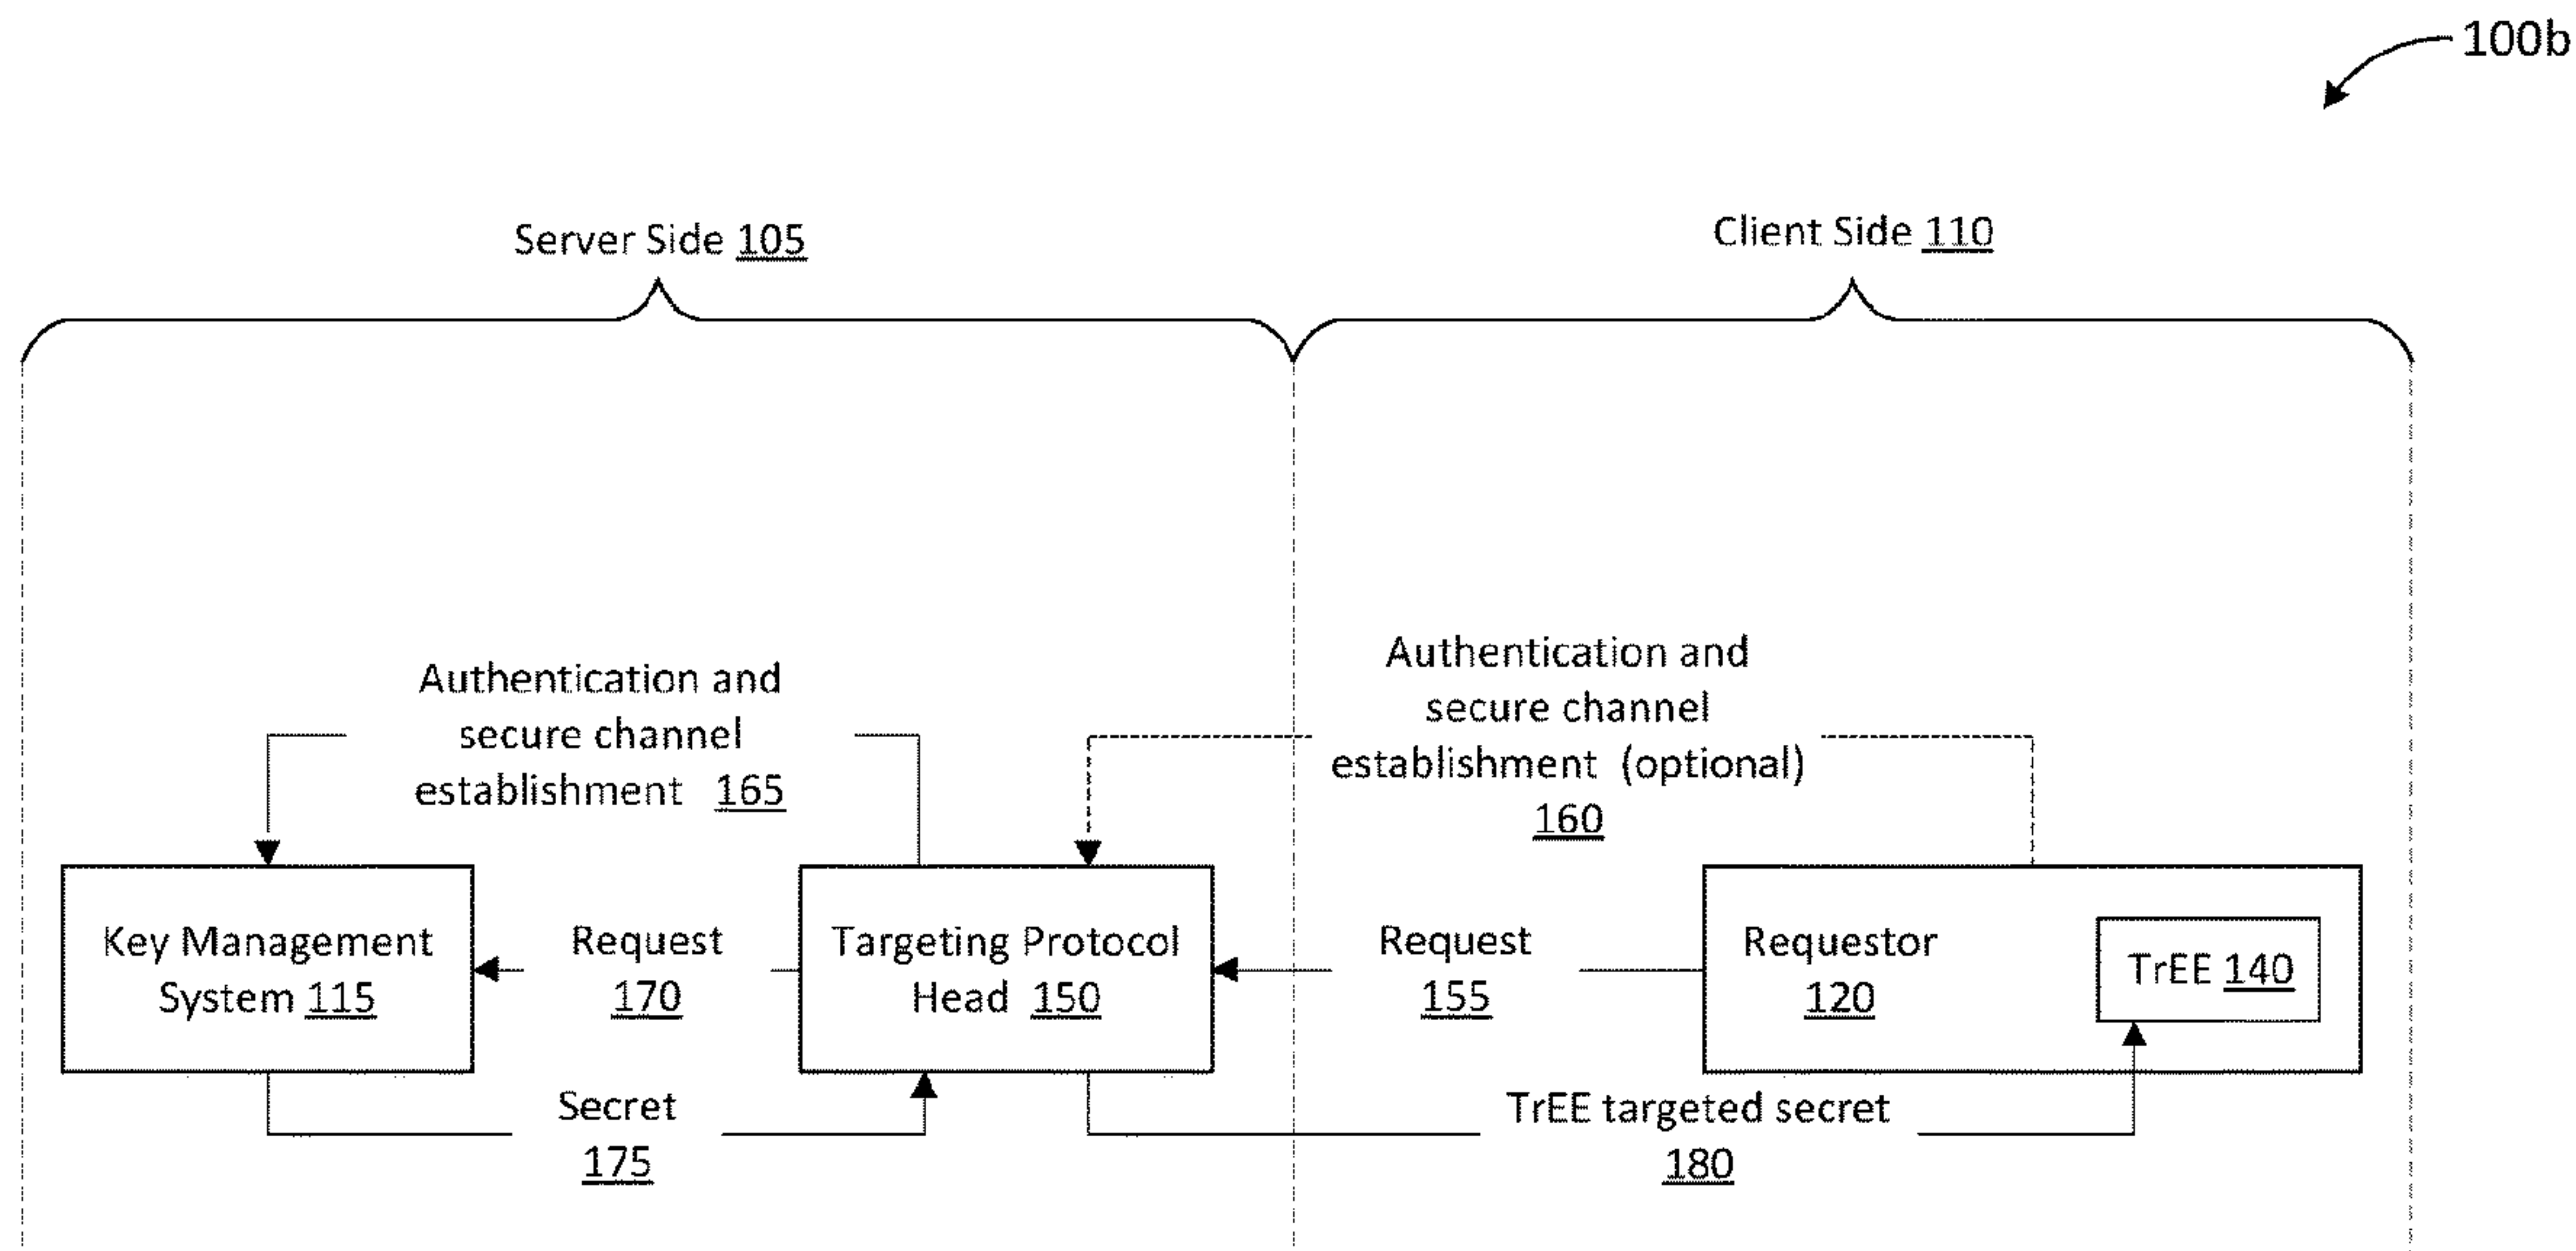 100b
Server Side 105
Client Side 110
Authentication and
secure channel
establishment 165
Authentication and
secure channel
establishment (optional)
160
Key Management
System 115
Request
170
Targeting Protocol
Head 150
Request
155
Requestor
120
TrEE 140
Secret
175
TrEE targeted secret
180